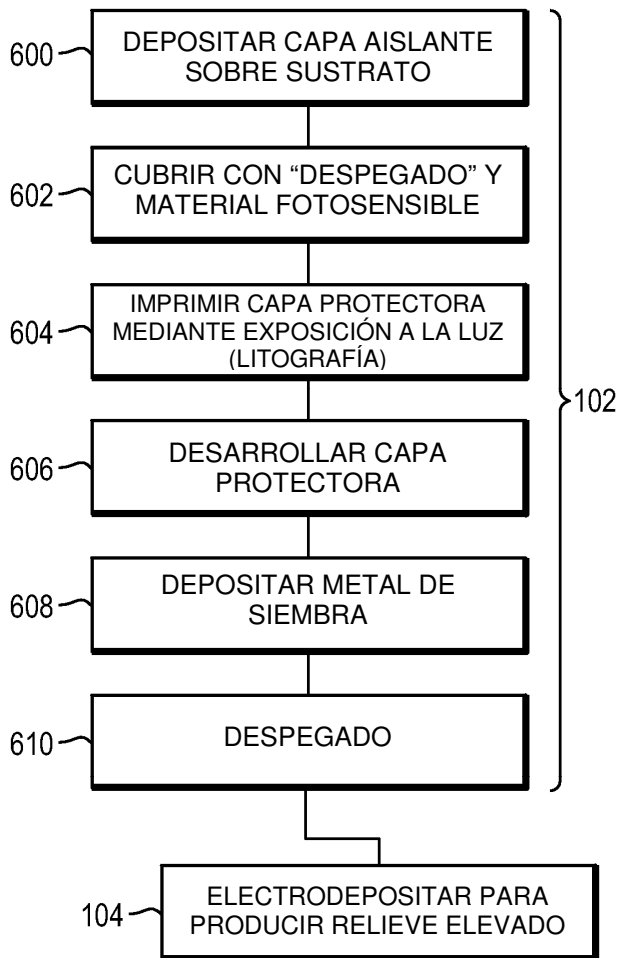 600
DEPOSITAR CAPA AISLANTE
SOBRE SUSTRATO
602
CUBRIR CON “DESPEGADO” Y
MATERIAL FOTOSENSIBLE
604
IMPRIMIR CAPA PROTECTORA
MEDIANTE EXPOSICIÓN A LA LUZ
(LITOGRAFÍA)
102
606
DESARROLLAR CAPA
PROTECTORA
608
DEPOSITAR METAL DE
SIEMBRA
610
DESPEGADO
104
ELECTRODEPOSITAR PARA
PRODUCIR RELIEVE ELEVADO